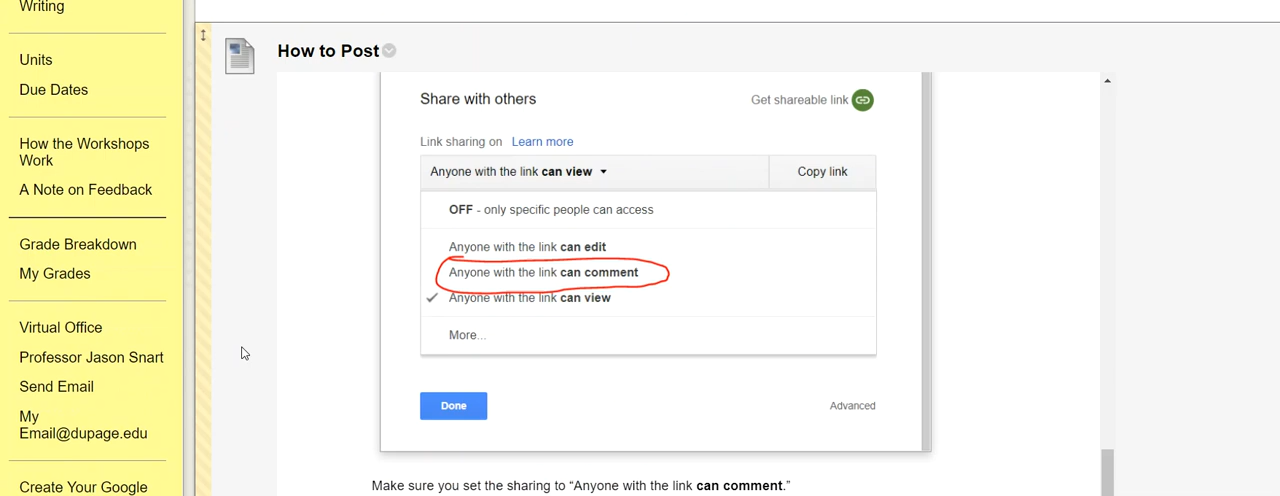 Writing
Units
Due Dates
How the Workshops
Work
A Note on Feedback
Grade Breakdown
My Grades
Virtual Office
Professor Jason Snart
Send Email
My
Email@dupage.edu
Create Your Google
How to Post
Share with others
Get shareable link
Link sharing on Learn more
Anyone with the link can view
Copy link
OFF - only specific people can access
Anyone with the link can edit
Anyone with the link can comment
Anyone with the link can view
More...
Done
Advanced
Make sure you set the sharing to “Anyone with the link can comment.”